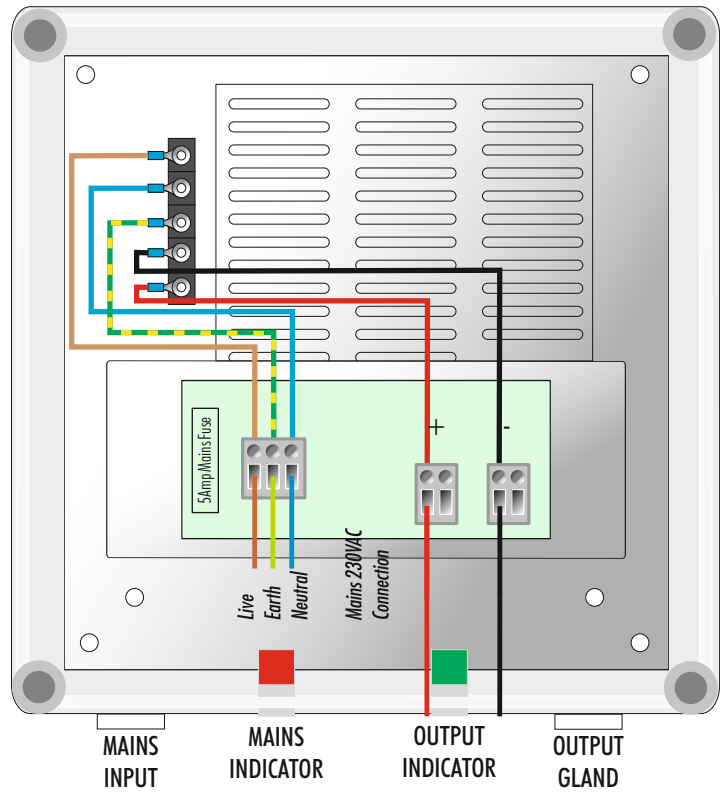 + -
5Amp Mains Fuse
Live
Earth
Neutral
Mains 230VAC
Connection
MAINS
INPUT
MAINS
INDICATOR
OUTPUT
INDICATOR
OUTPUT
GLAND